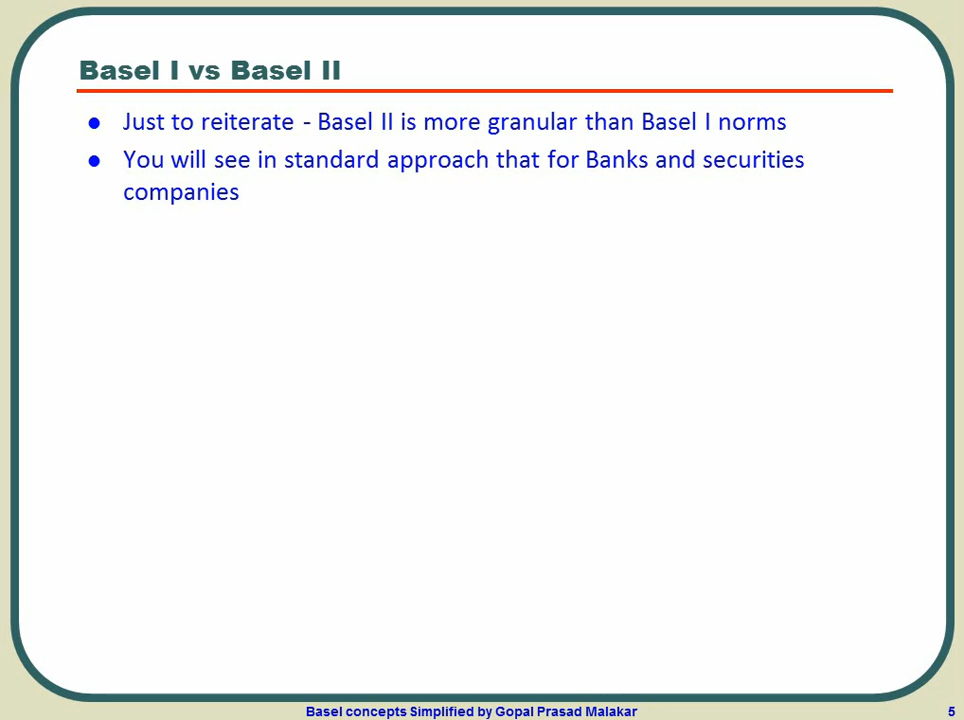 Basel I vs Basel II
● Just to reiterate - Basel II is more granular than Basel I norms
● You will see in standard approach that for Banks and securities
companies
Basel concepts Simplified by Gopal Prasad Malakar
5